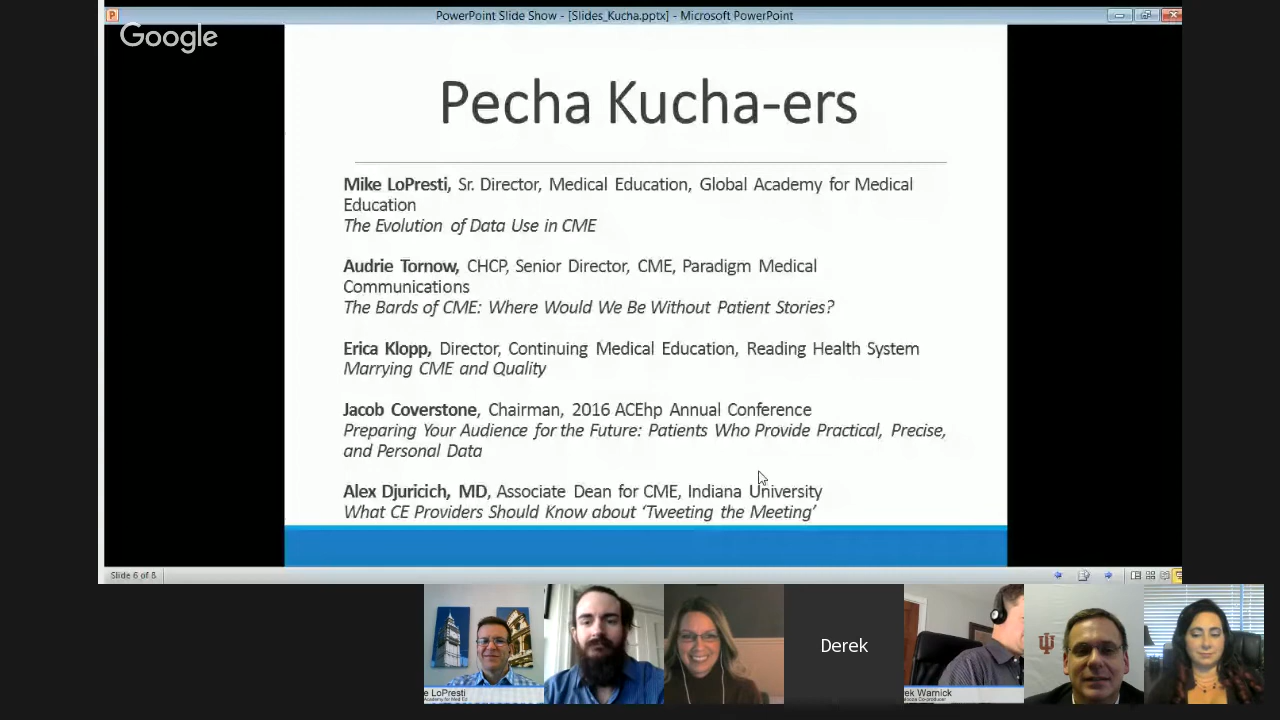 PowerPoint Slide Show - [Slides_Kucha.pptx] - Microsoft PowerPoint
Google
Pecha Kucha-ers
Mike LoPresti, Sr. Director, Medical Education, Global Academy for Medical
Education
The Evolution of Data Use in CME
Audrie Tornow, CHCP, Senior Director, CME, Paradigm Medical
Communications
The Bards of CME: Where Would We Be Without Patient Stories?
Erica Klopp, Director, Continuing Medical Education, Reading Health System
Marrying CME and Quality
Jacob Coverstone, Chairman, 2016 ACEhp Annual Conference
Preparing Your Audience for the Future: Patients Who Provide Practical, Precise,
and Personal Data
Alex Djuricich, MD, Associate Dean for CME, Indiana University
What CE Providers Should Know about ‘Tweeting the Meeting’
Slide 6 of 8
Derek
e LoPresti
Academy for Med Ed
rek Warnick